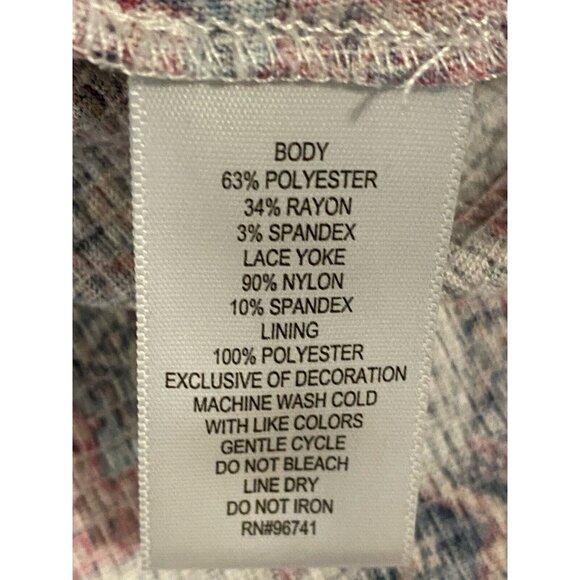 BODY
63% POLYESTER
34% RAYON
3% SPANDEX
LACE YOKE
90% NYLON
10% SPANDEX
LINING
100% POLYESTER
EXCLUSIVE OF DECORATION
MACHINE WASH COLD
WITH LIKE COLORS
GENTLE CYCLE
DO NOT BLEACH
LINE DRY
DO NOT IRON
RN#96741